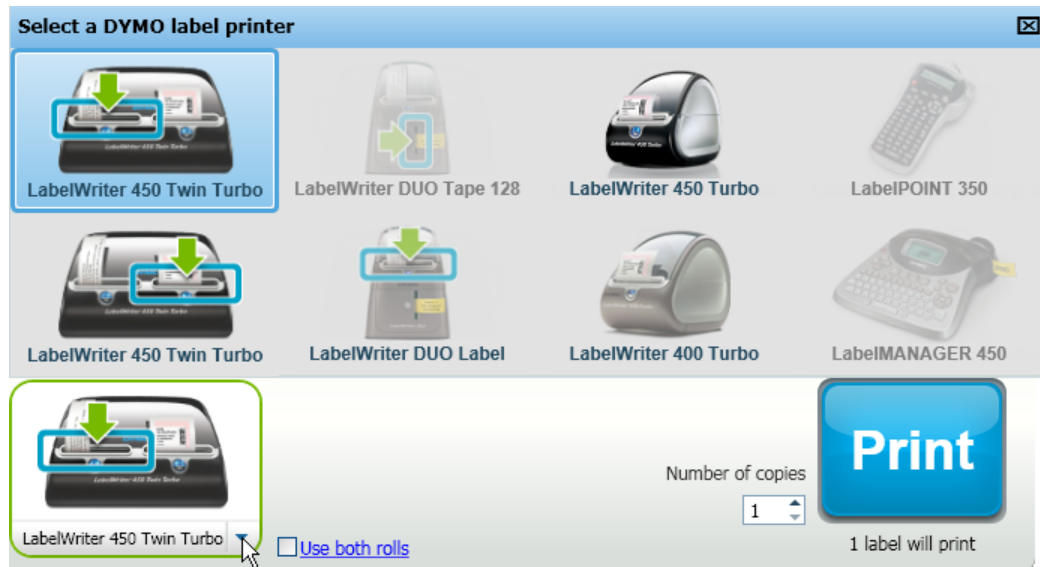 Select a DYMO label printer
LabelWriter 450 Twin Turbo
LabelWriter DUO Tape 128
LabelWriter 450 Turbo
LabelPOINT 350
LabelWriter 450 Twin Turbo
LabelWriter DUO Label
LabelWriter 400 Turbo
LabelMANAGER 450
LabelWriter 450 Twin Turbo
Use both rolls
Number of copies
1
Print
1 label will print